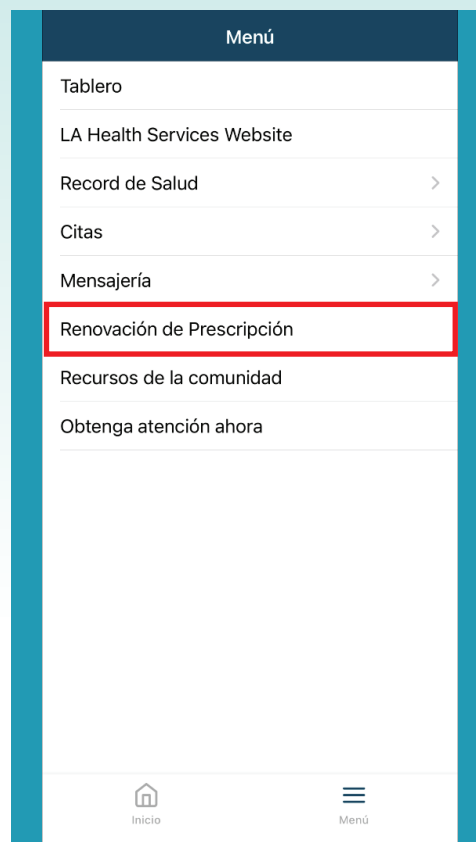 Menú
Tablero
LA Health Services Website
Record de Salud
Citas
Mensajería
Renovación de Prescripción
Recursos de la comunidad
Obtenga atención ahora
Inicio
Menú